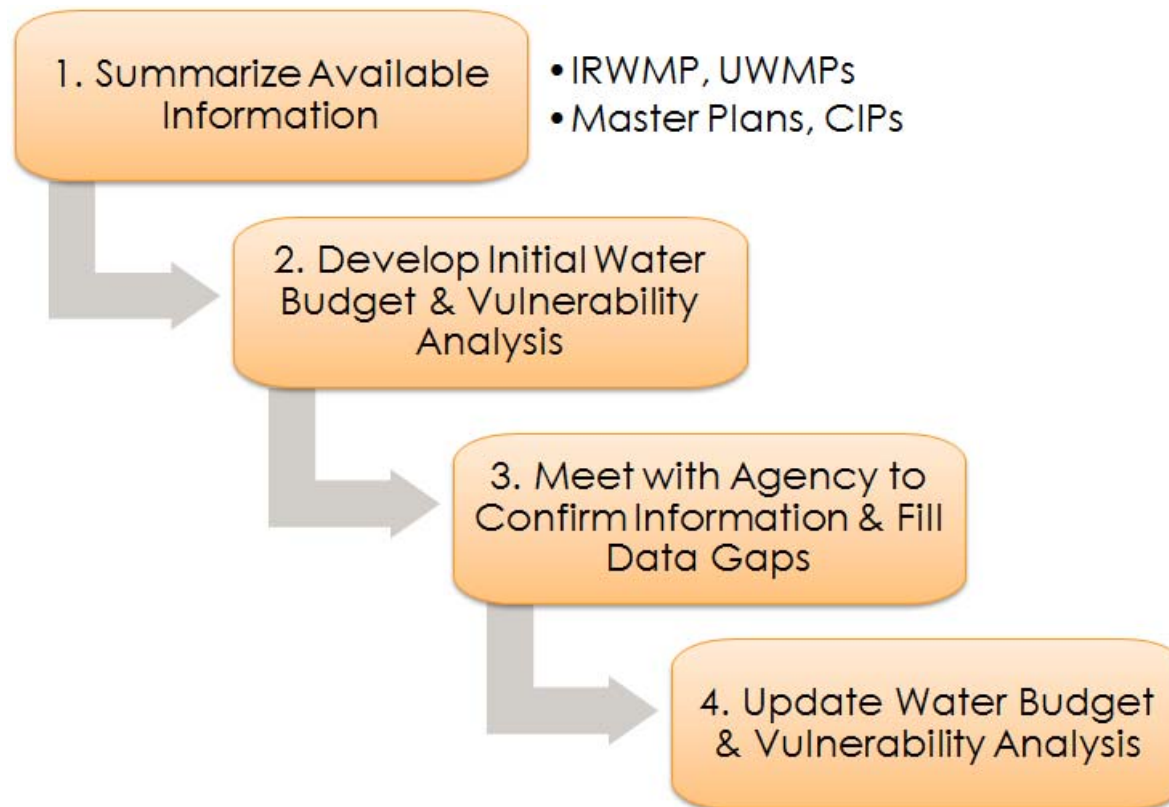 1. Summarize Available
Information
•IRWMP, UWMPs
•Master Plans, CIPs
2. Develop Initial Water
Budget & Vulnerability
Analysis
3. Meet with Agency to
Confirm Information & Fill
Data Gaps
4. Update Water Budget
& Vulnerability Analysis